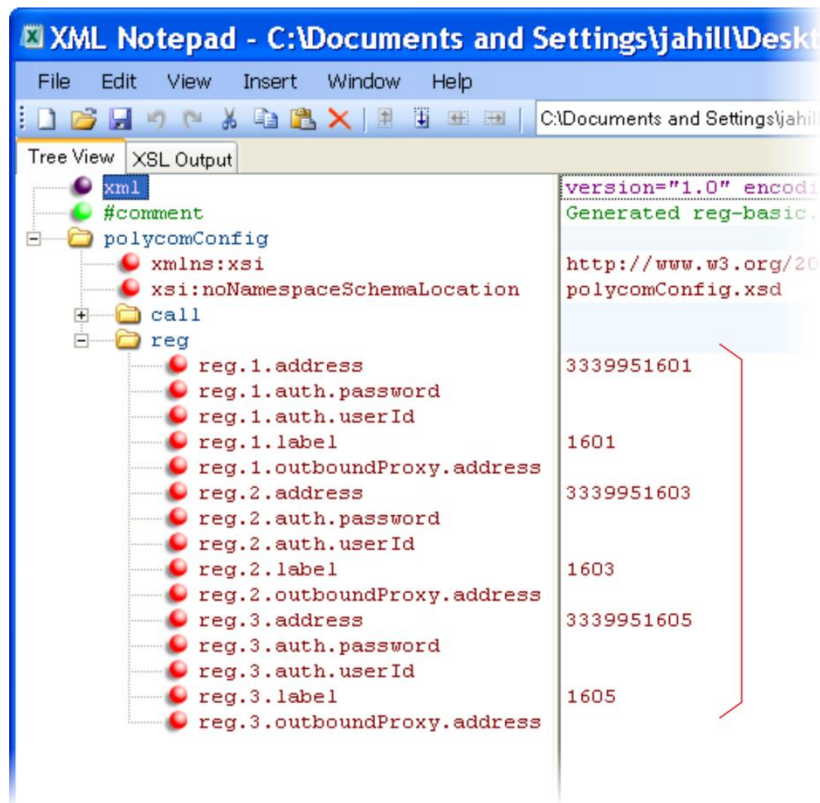 XML Notepad - C:\Documents and Settings\jahill\Deskt
File Edit View Insert Window Help
C:\Documents and Settings\jahill
Tree View XSL Output
xml version="1.0" encodi
#comment Generated reg-basic.
polycomConfig
xmlns:xsi http://www.w3.org/20
xsi:noNamespaceSchemaLocation polycomConfig.xsd
call
reg
reg.1.address 3339951601
reg.1.auth.password
reg.1.auth.userId
reg.1.label 1601
reg.1.outboundProxy.address
reg.2.address 3339951603
reg.2.auth.password
reg.2.auth.userId
reg.2.label 1603
reg.2.outboundProxy.address
reg.3.address 3339951605
reg.3.auth.password
reg.3.auth.userId
reg.3.label 1605
reg.3.outboundProxy.address